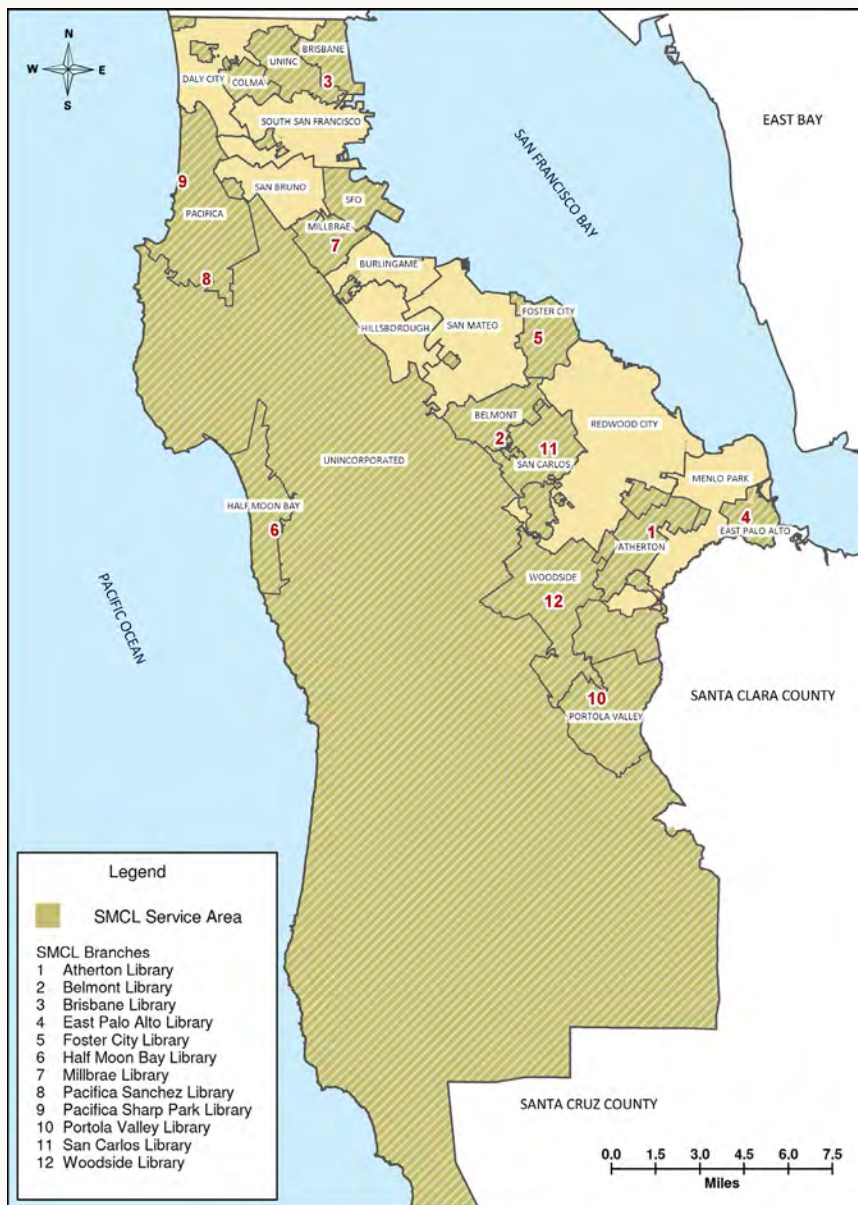 N
W E
S
BRISBANE
UNINC
DALY CITY
COLMA
3
SOUTH SAN FRANCISCO
EAST BAY
SAN FRANCISCO BAY
9
SAN BRUNO
SFO
PACIFICA
MILLBRAE
7
8
BURLINGAME
FOSTER CITY
HILLSBOROUGH
SAN MATEO
5
BELMONT
REDWOOD CITY
2
11
UNINCORPORATED
SAN CARLOS
MENLO PARK
HALF MOON BAY
4
6
1
EAST PALO ALTO
ATHERTON
WOODSIDE
PACIFIC OCEAN
12
SANTA CLARA COUNTY
10
PORTOLA VALLEY
Legend
SMCL Service Area
SMCL Branches
1 Atherton Library
2 Belmont Library
3 Brisbane Library
4 East Palo Alto Library
5 Foster City Library
6 Half Moon Bay Library
7 Millbrae Library
8 Pacifica Sanchez Library
9 Pacifica Sharp Park Library
10 Portola Valley Library
11 San Carlos Library
12 Woodside Library
SANTA CRUZ COUNTY
0.0 1.5 3.0 4.5 6.0 7.5
Miles